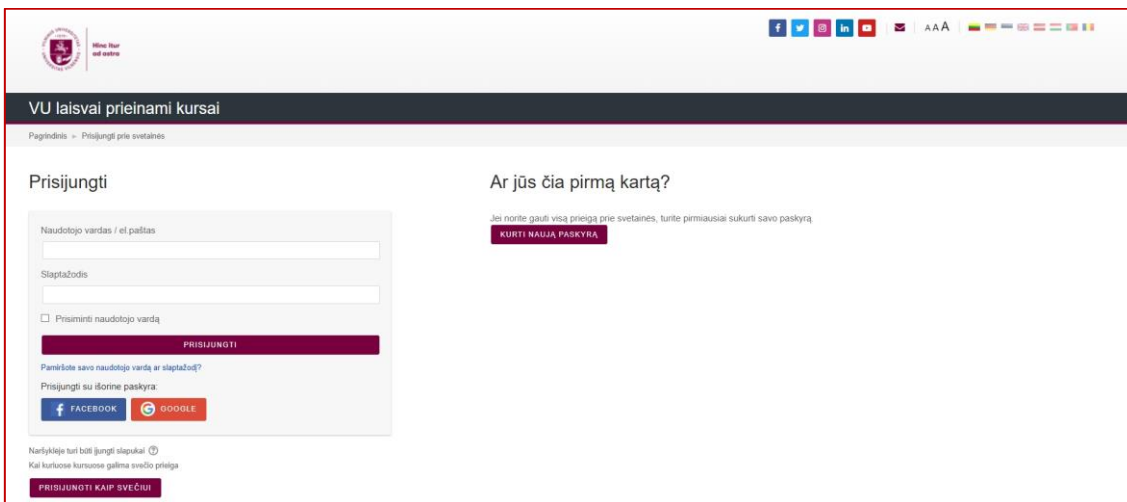 Hinc itur
ad astra
A A A
VU laisvai prieinami kursai
Pagrindinis ► Prisijungti prie svetainės
Prisijungti
Naudotojo vardas / el.paštas
Slaptažodis
Prisiminti naudotojo vardą
PRISIJUNGTI
Pamiršote savo naudotojo vardą ar slaptažodį?
Prisijungti su išorine paskyra:
FACEBOOK
GOOGLE
Naršyklėje turi būti įjungti slapukai
Kai kuriuose kursuose galima svečio prieiga
PRISIJUNGTI KAIP SVEČIUI
Ar jūs čia pirmą kartą?
Jei norite gauti visą prieigą prie svetainės, turite pirmiausiai sukurti savo paskyrą.
KURTI NAUJĄ PASKYRĄ